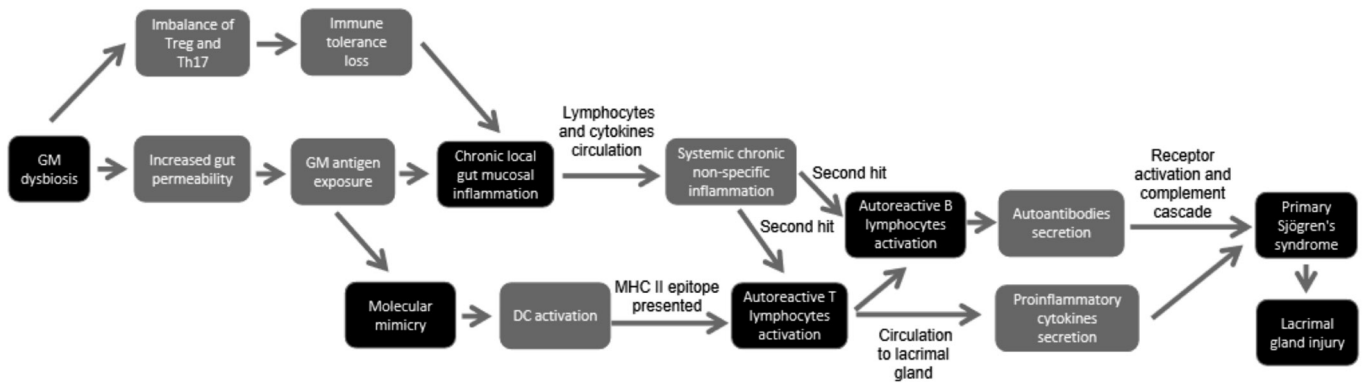 Imbalance of
Treg and
Th17
Immune
tolerance
loss
GM
dysbiosis
Increased gut
permeability
GM antigen
exposure
Chronic local
gut mucosal
inflammation
Lymphocytes
and cytokines
circulation
Systemic chronic
non-specific
inflammation
Second hit
Second hit
Autoreactive B
lymphocytes
activation
Autoantibodies
secretion
Receptor
activation and
complement
cascade
Primary
Sjögren's
syndrome
Molecular
mimicry
DC activation
MHC II epitope
presented
Autoreactive T
lymphocytes
activation
Circulation
to lacrimal
gland
Proinflammatory
cytokines
secretion
Lacrimal
gland injury